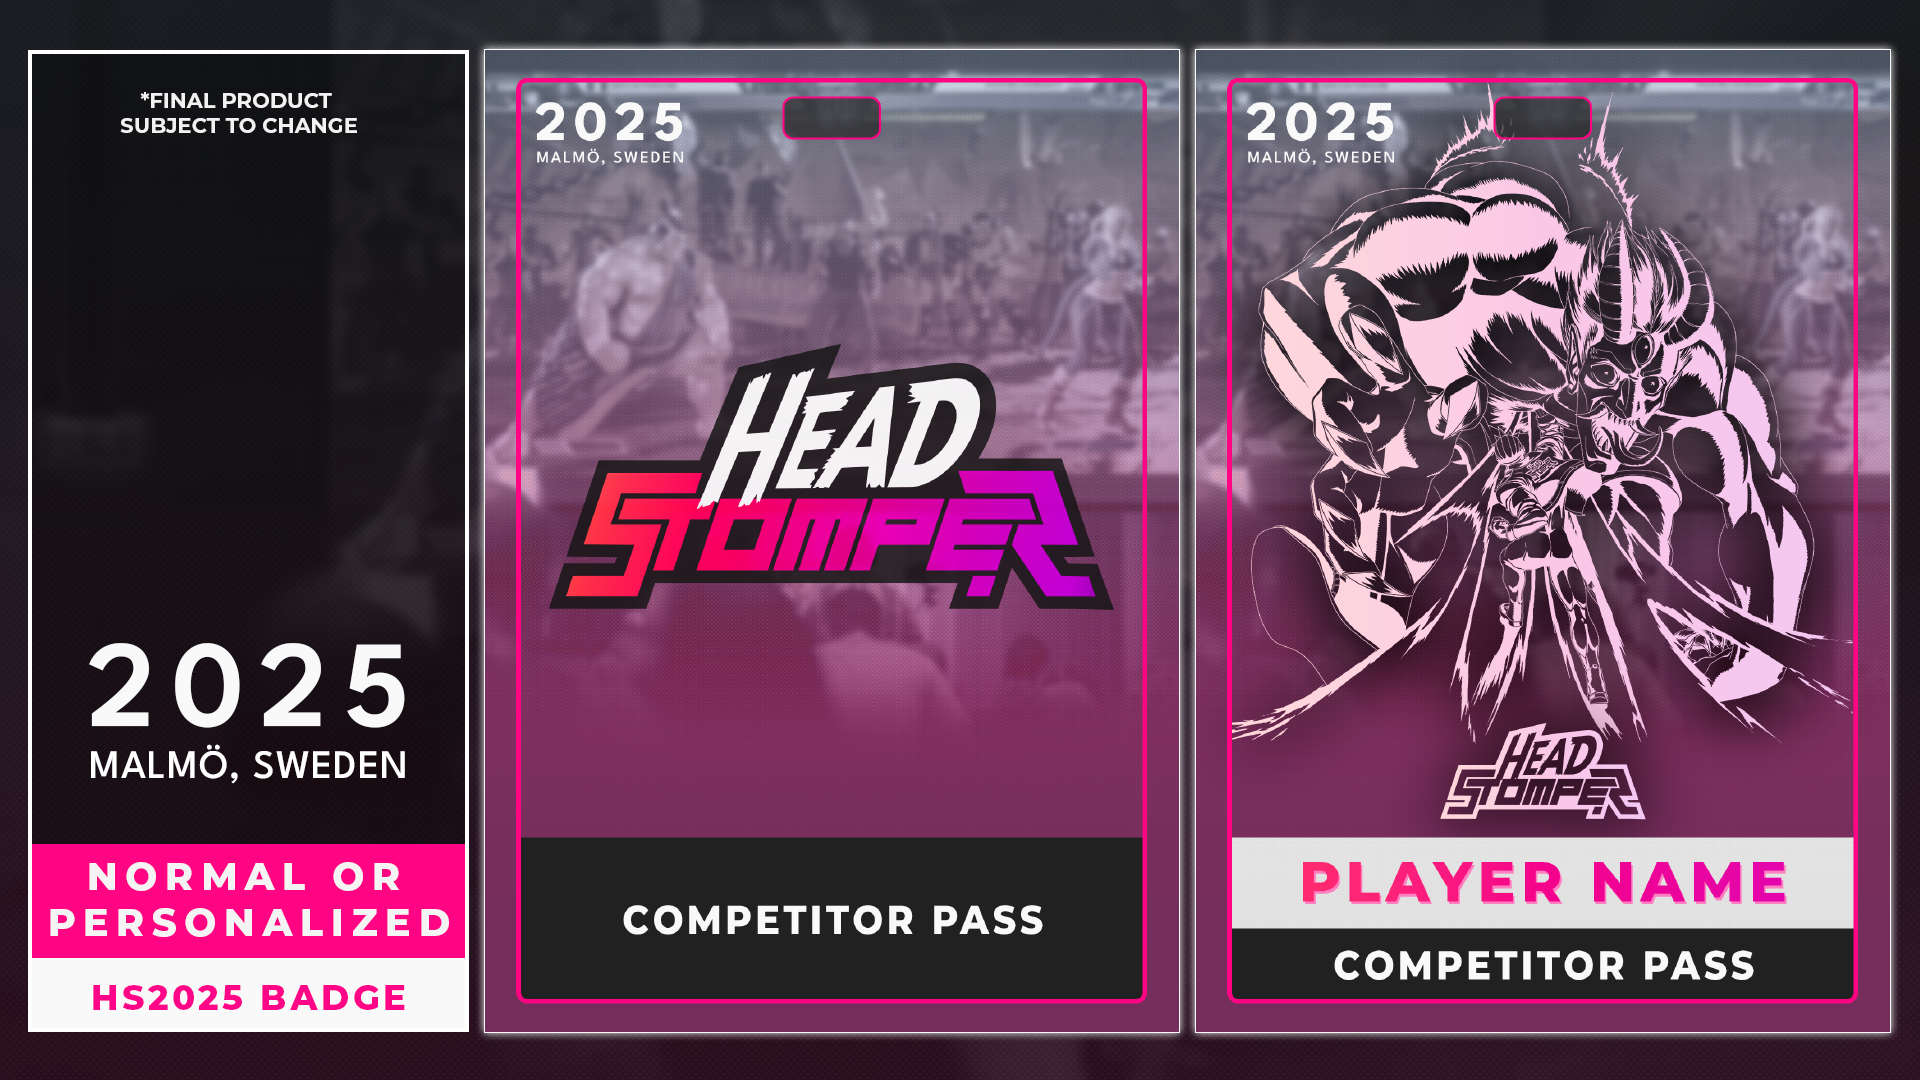 *FINAL PRODUCT
SUBJECT TO CHANGE
2025
MALMÖ, SWEDEN
NORMAL OR
PERSONALIZED
HS2025 BADGE
2025
MALMÖ, SWEDEN
HEAD
STOMPER
COMPETITOR PASS
2025
MALMÖ, SWEDEN
HEAD
STOMPER
PLAYER NAME
COMPETITOR PASS